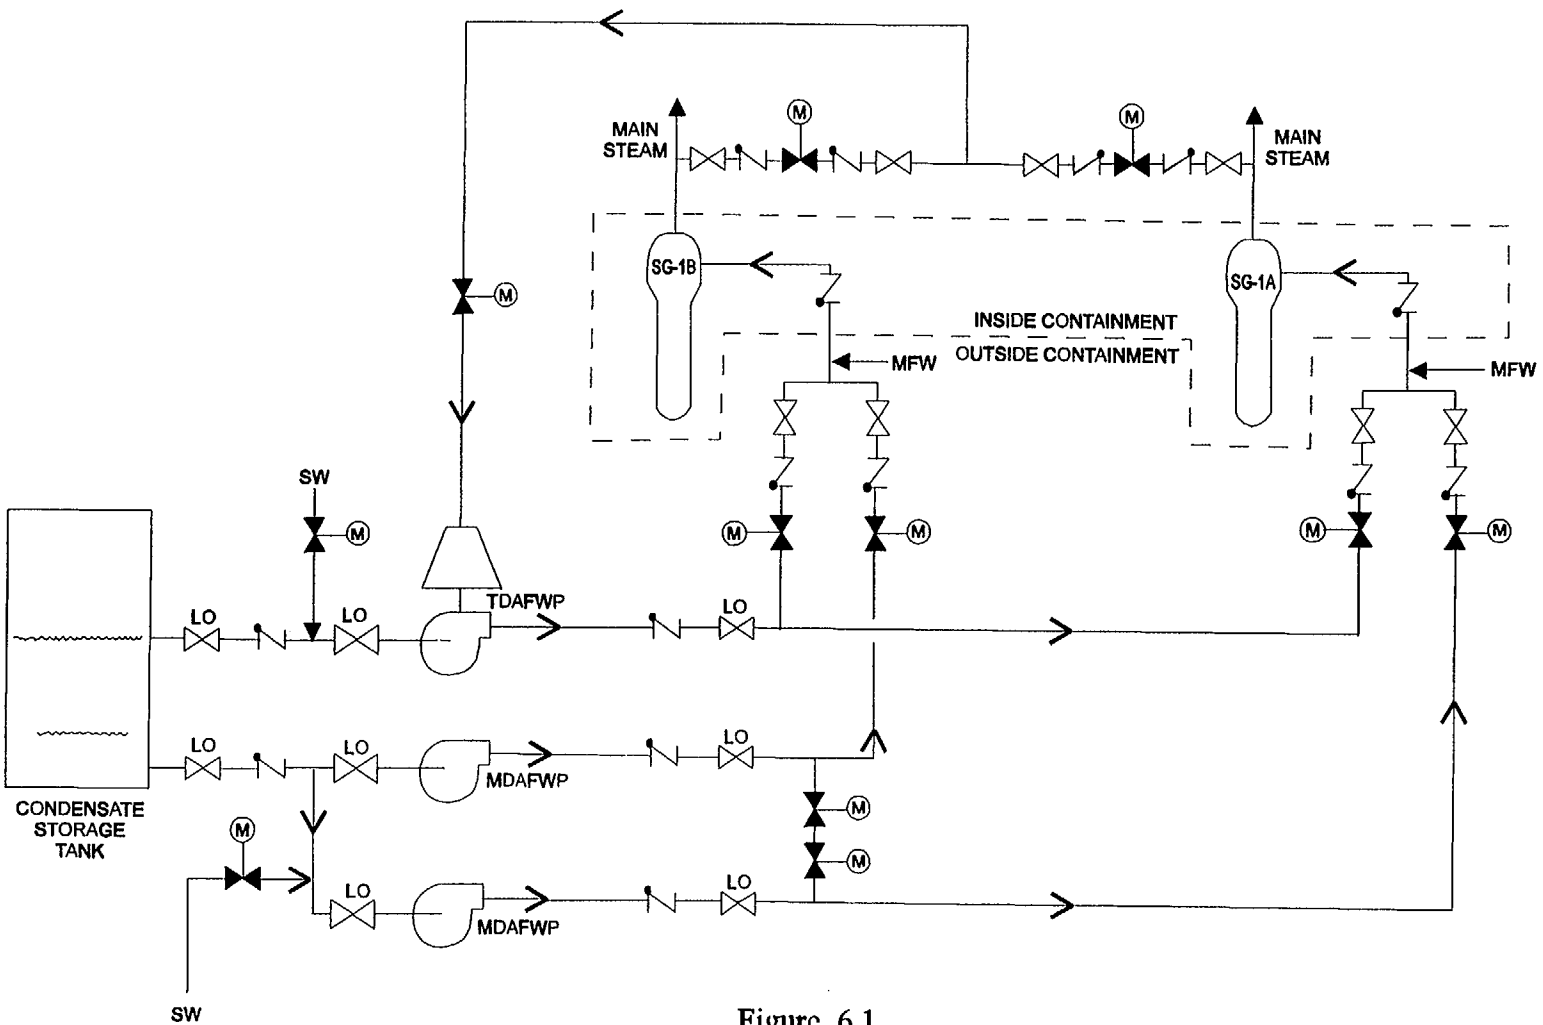 M
M
MAIN
STEAM
MAIN
STEAM
SG-1B
SG-1A
M
INSIDE CONTAINMENT
OUTSIDE CONTAINMENT
MFW
MFW
SW
M
M
M
M
M
LO
LO
TDAFWP
LO
LO
LO
MDAFWP
LO
CONDENSATE
STORAGE
TANK
M
M
M
LO
MDAFWP
LO
SW
Figure 6.1